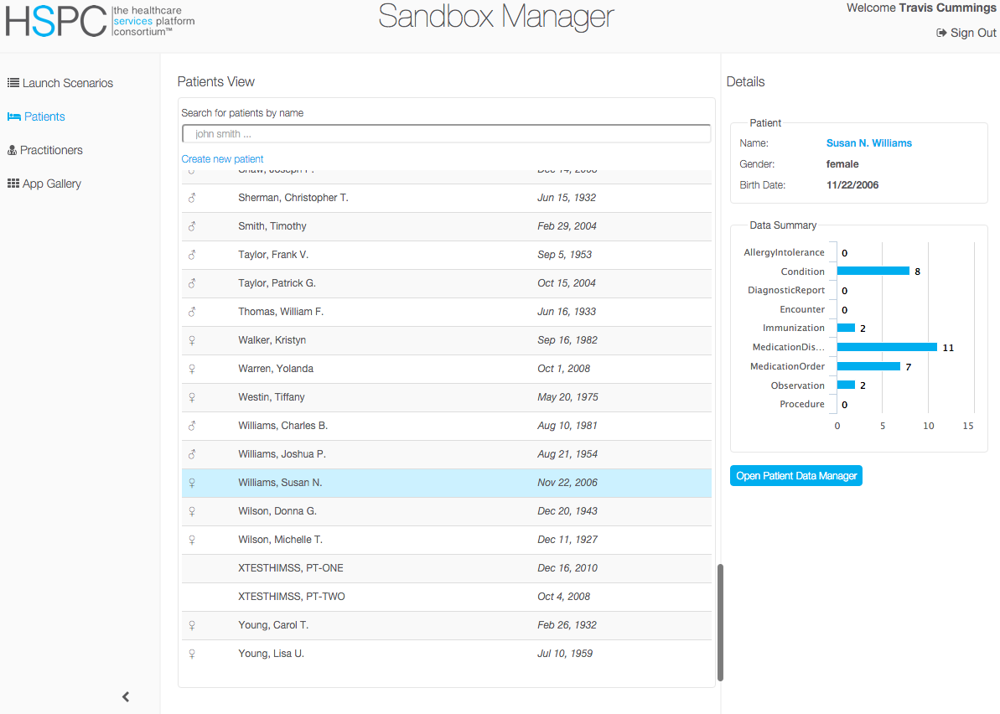 HSPC
the healthcare
services platform
consortium™
Sandbox Manager
Welcome Travis Cummings
Sign Out
Launch Scenarios
Patients
Practitioners
App Gallery
Patients View
Search for patients by name
john smith ...
Create new patient
Shaw, Joseph P. Dec 14, 2003
♂ Sherman, Christopher T. Jun 15, 1932
♂ Smith, Timothy Feb 29, 2004
♂ Taylor, Frank V. Sep 5, 1953
♂ Taylor, Patrick G. Oct 15, 2004
♂ Thomas, William F. Jun 16, 1933
♀ Walker, Kristyn Sep 16, 1982
♀ Warren, Yolanda Oct 1, 2008
♀ Westin, Tiffany May 20, 1975
♂ Williams, Charles B. Aug 10, 1981
♂ Williams, Joshua P. Aug 21, 1954
♀ Williams, Susan N. Nov 22, 2006
♀ Wilson, Donna G. Dec 20, 1943
♀ Wilson, Michelle T. Dec 11, 1927
XTESTHIMSS, PT-ONE Dec 16, 2010
XTESTHIMSS, PT-TWO Oct 4, 2008
♀ Young, Carol T. Feb 26, 1932
♀ Young, Lisa U. Jul 10, 1959
Details
Patient
Name: Susan N. Williams
Gender: female
Birth Date: 11/22/2006
Data Summary
AllergyIntolerance 0
Condition 8
DiagnosticReport 0
Encounter 0
Immunization 2
MedicationDis... 11
MedicationOrder 7
Observation 2
Procedure 0
0 5 10 15
Open Patient Data Manager